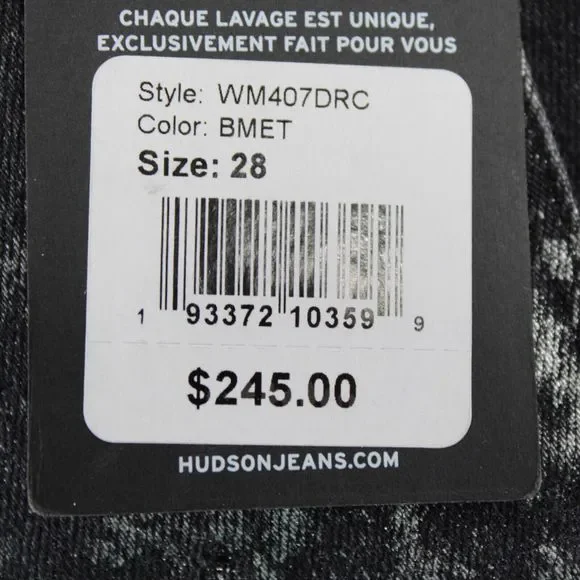 CHAQUE LAVAGE EST UNIQUE,
EXCLUSIVEMENT FAIT POUR VOUS
Style: WM407DRC
Color: BMET
Size: 28
1 93372 10359 9
$245.00
HUDSONJEANS.COM